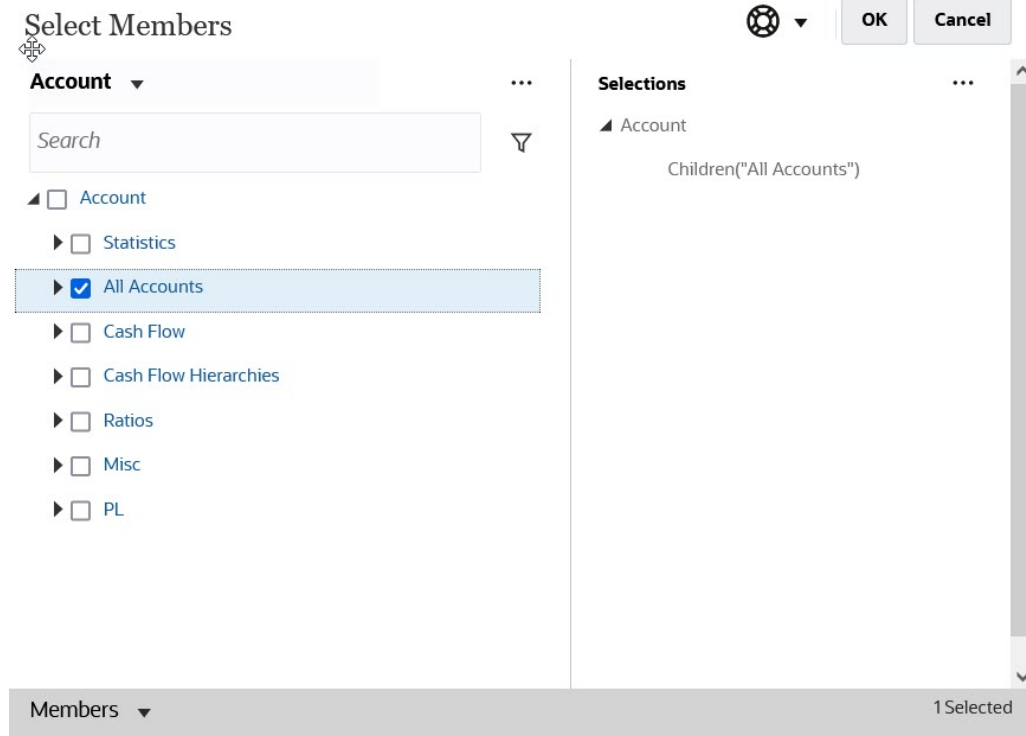 Select Members
OK
Cancel
Account
Search
Account
Statistics
All Accounts
Cash Flow
Cash Flow Hierarchies
Ratios
Misc
PL
Selections
Account
Children("All Accounts")
Members
1 Selected